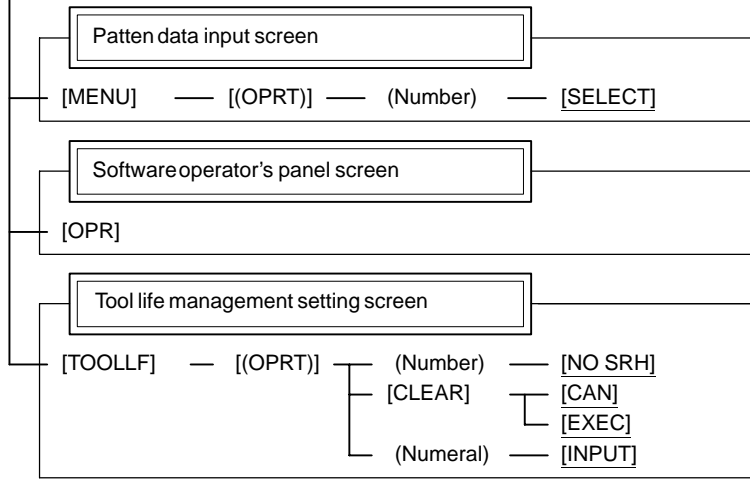 Patten data input screen
[MENU] [(OPRT)] (Number) [SELECT]
Software operator's panel screen
[OPR]
Tool life management setting screen
[TOOLLF] [(OPRT)] (Number) [NO SRH]
[CLEAR] [CAN]
[EXEC]
(Numeral) [INPUT]